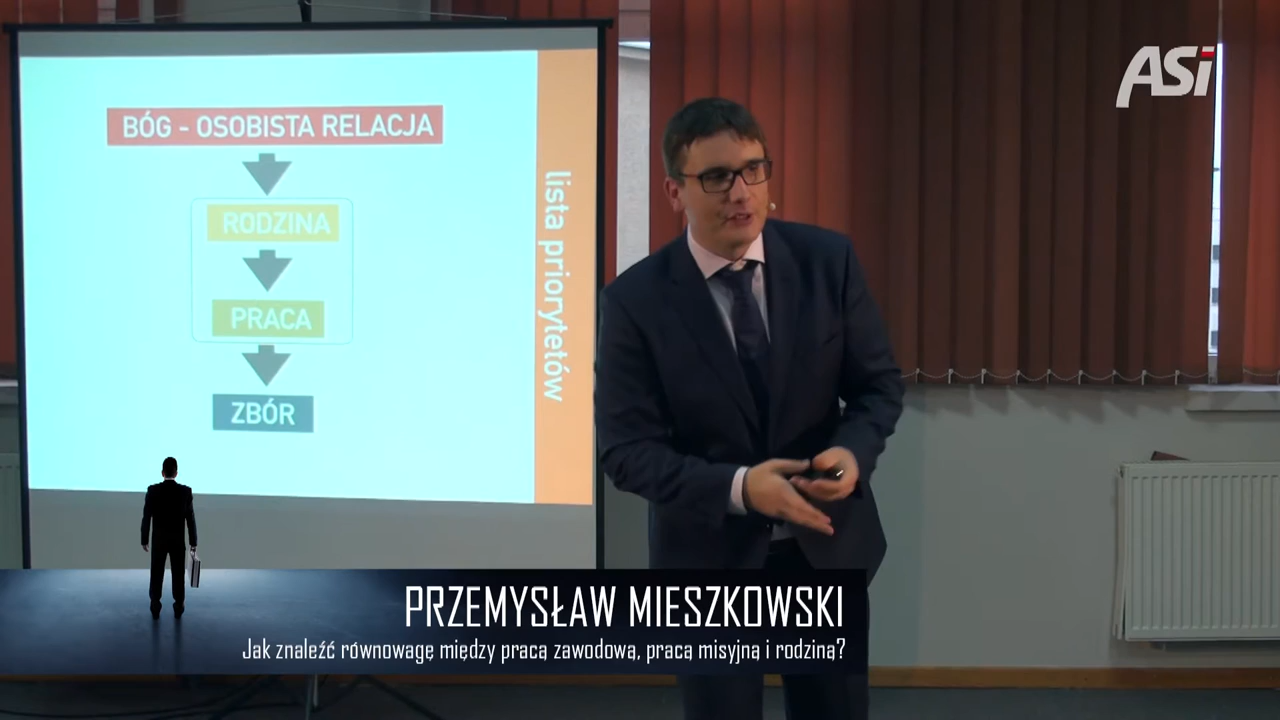 BÓG - OSOBISTA RELACJA
RODZINA
PRACA
ZBÓR
lista priorytetów
ASi
PRZEMYSŁAW MIESZKOWSKI
Jak znaleźć równowagę między pracą zawodową, pracą misyjną i rodziną?